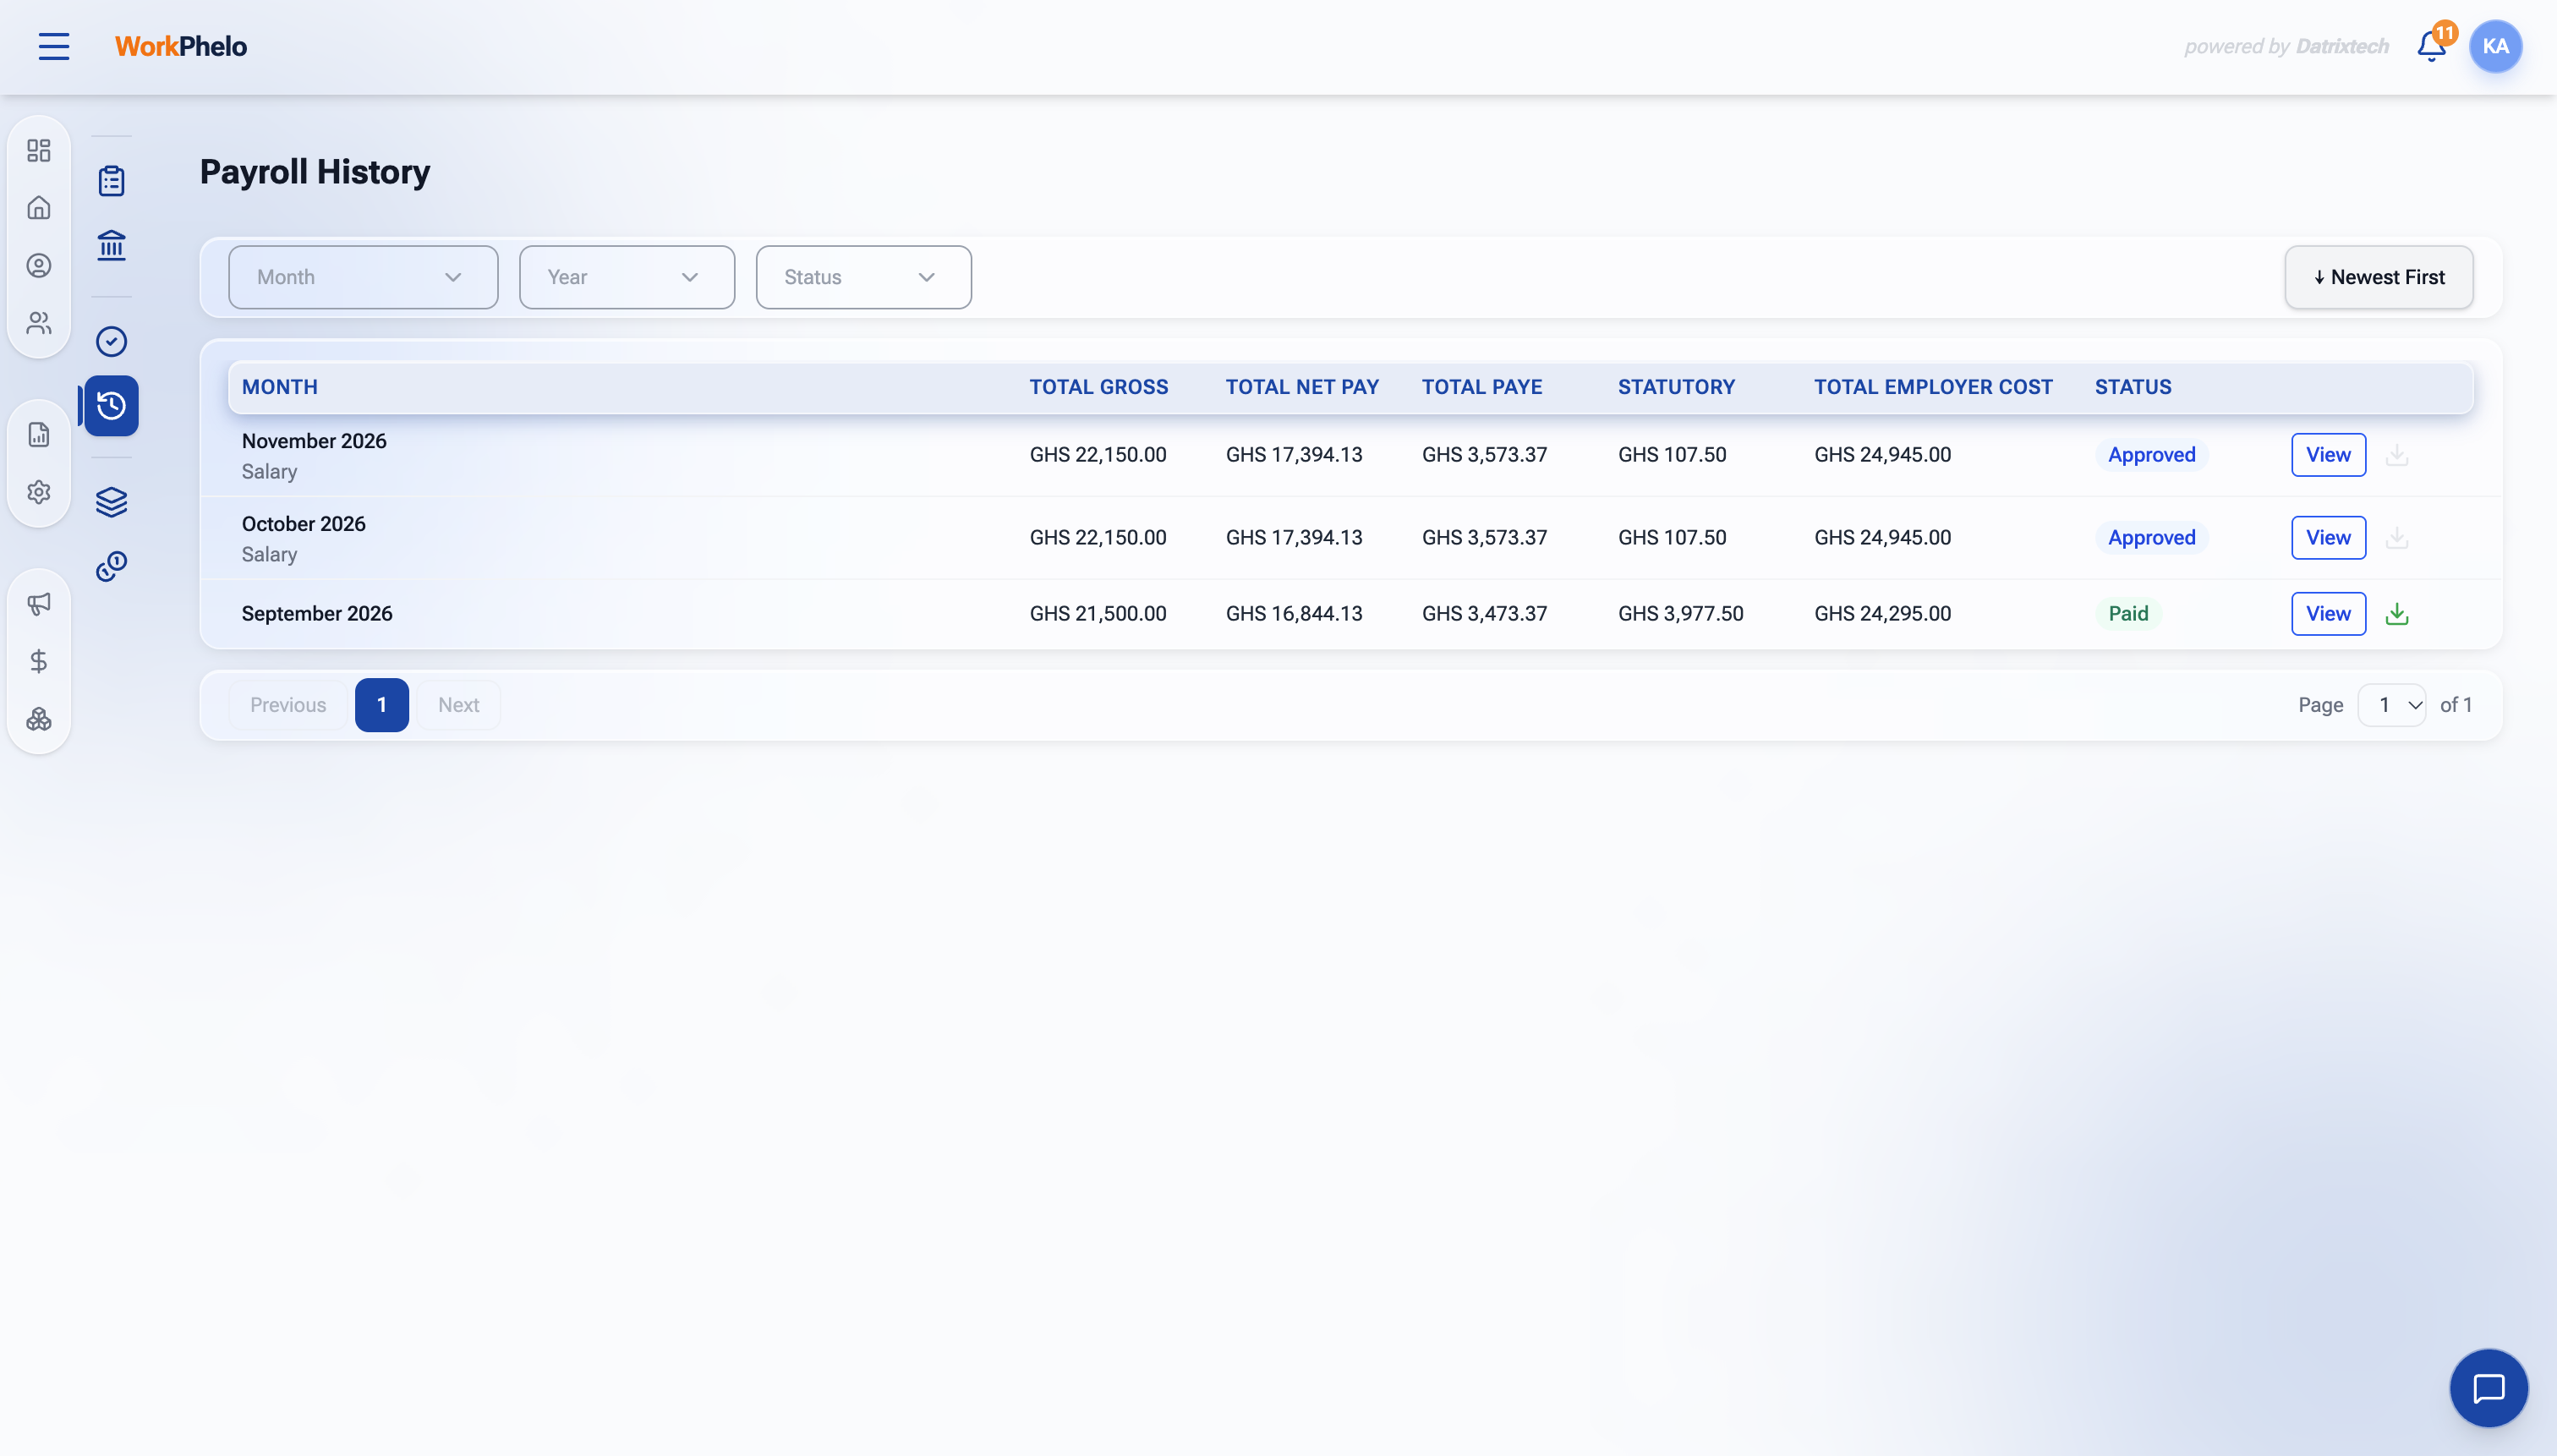 WorkPhelo
powered by Datrixtech
11
KA
Payroll History
Month
Year
Status
↓ Newest First
MONTH TOTAL GROSS TOTAL NET PAY TOTAL PAYE STATUTORY TOTAL EMPLOYER COST STATUS
November 2026
Salary
GHS 22,150.00 GHS 17,394.13 GHS 3,573.37 GHS 107.50 GHS 24,945.00 Approved View
October 2026
Salary
GHS 22,150.00 GHS 17,394.13 GHS 3,573.37 GHS 107.50 GHS 24,945.00 Approved View
September 2026 GHS 21,500.00 GHS 16,844.13 GHS 3,473.37 GHS 3,977.50 GHS 24,295.00 Paid View
Previous 1 Next
Page 1 of 1